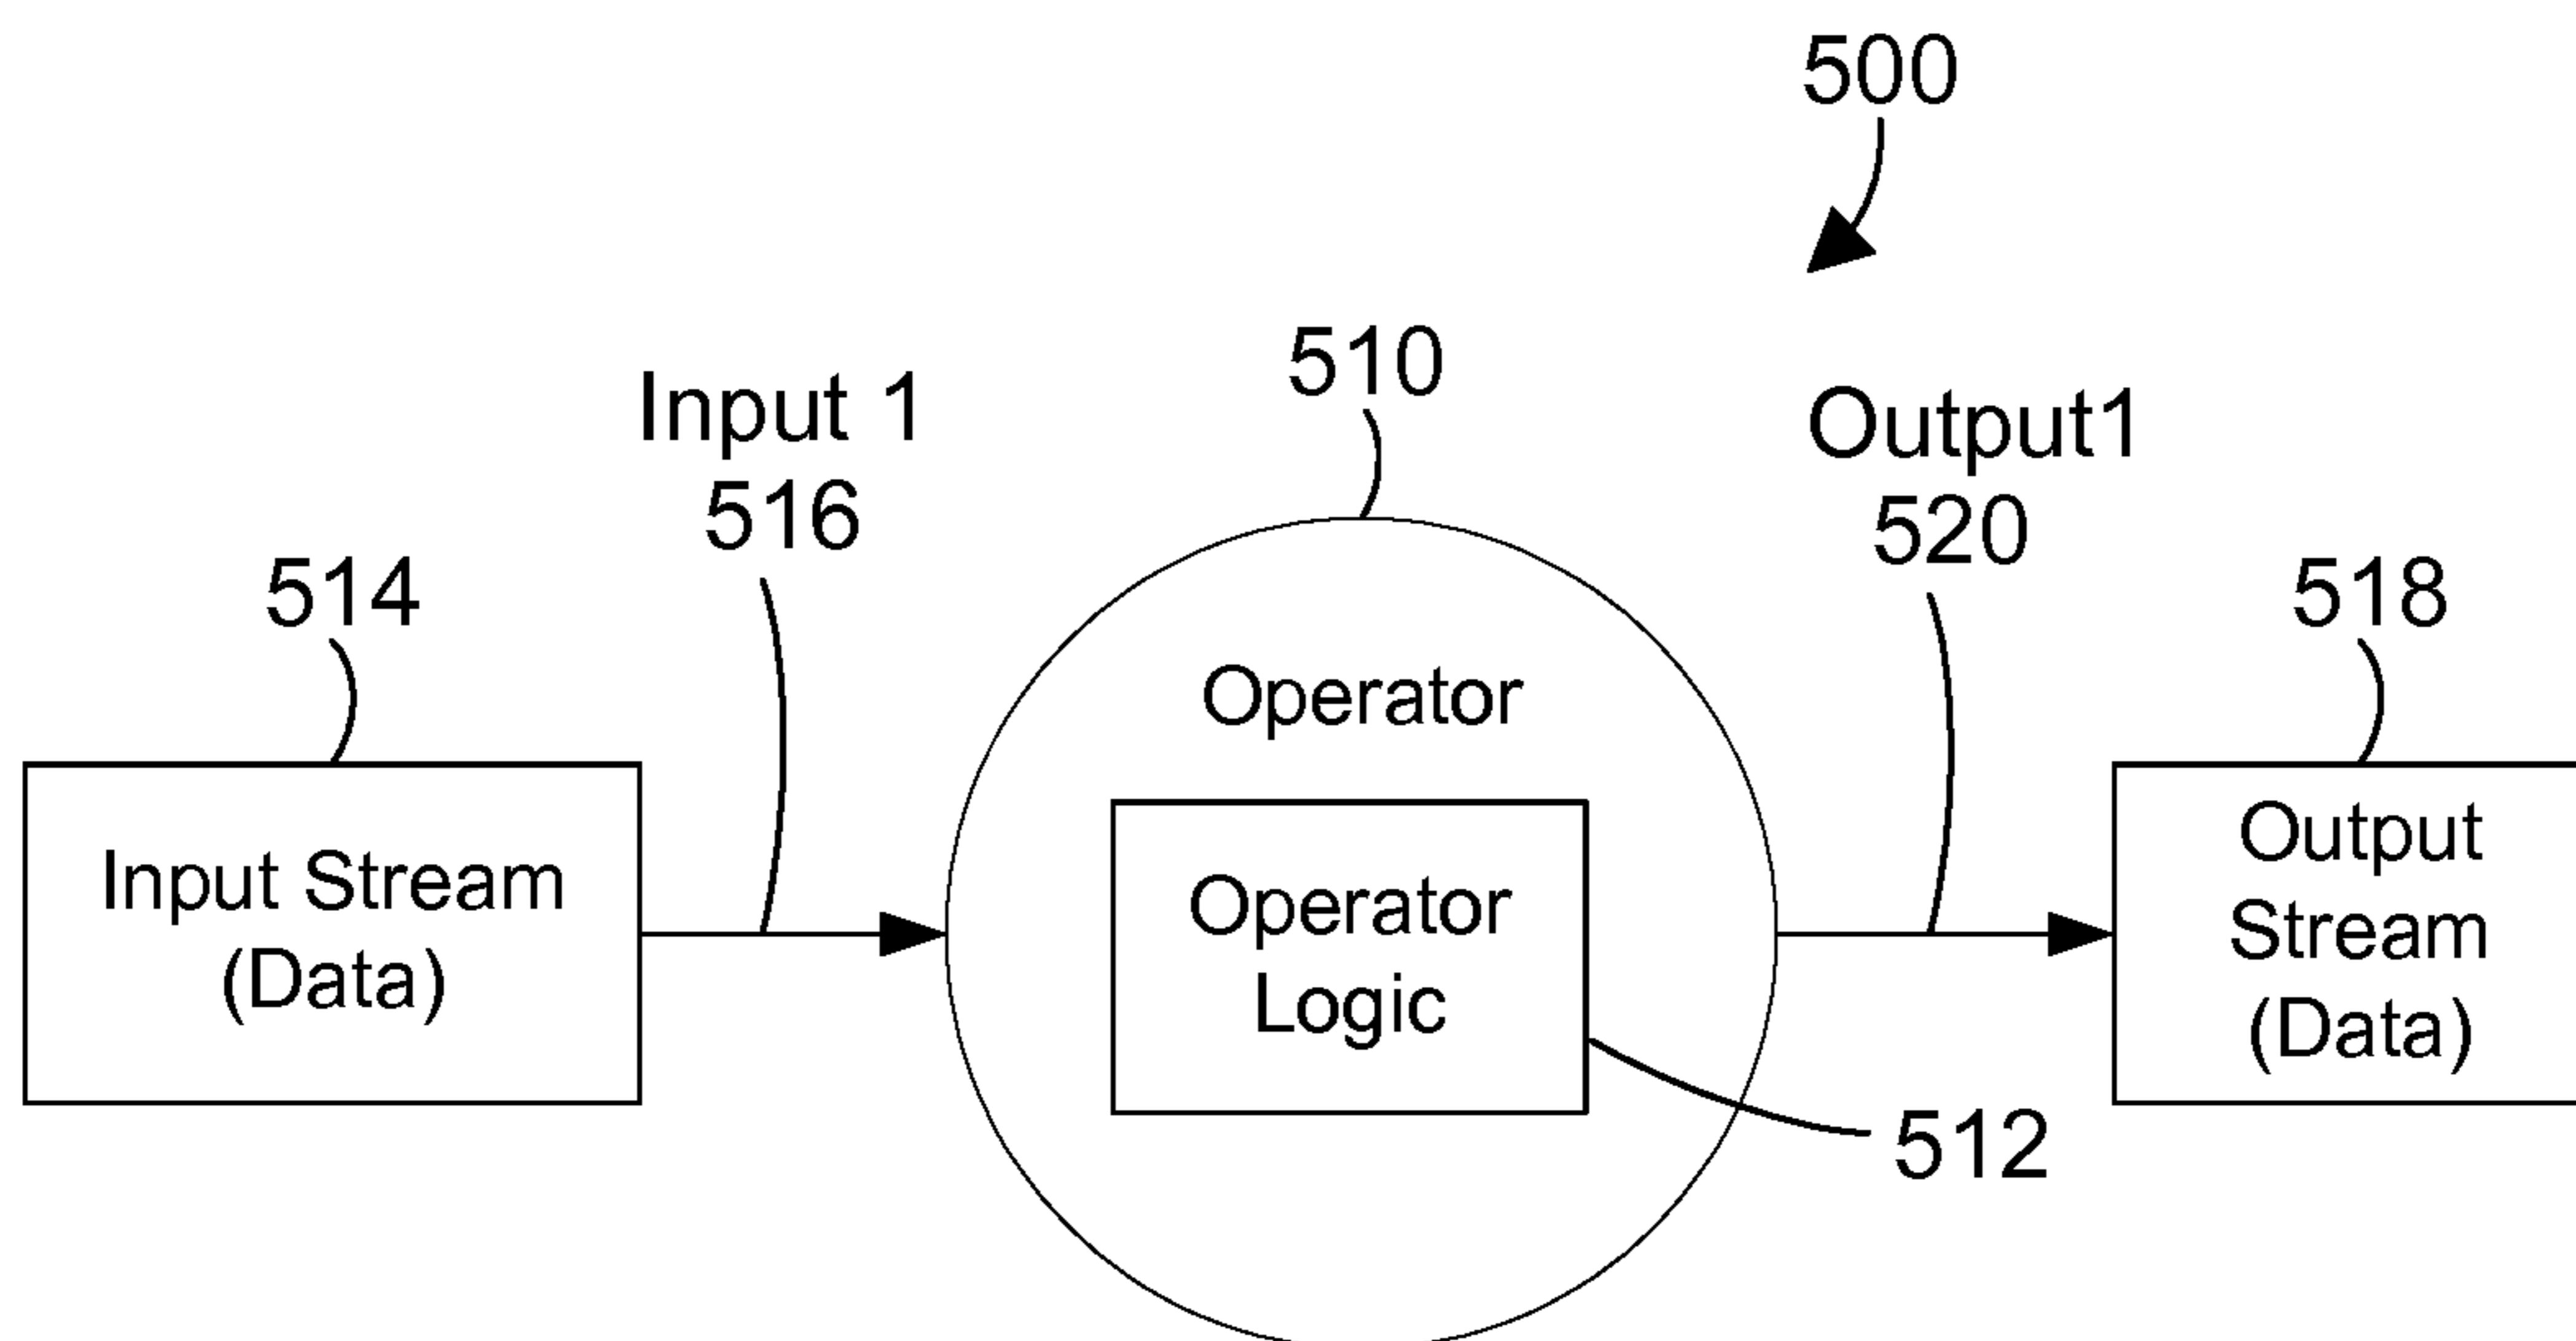 500
510
Input 1
516
Output1
520
514
518
Operator
Input Stream
(Data)
Operator
Logic
Output
Stream
(Data)
512